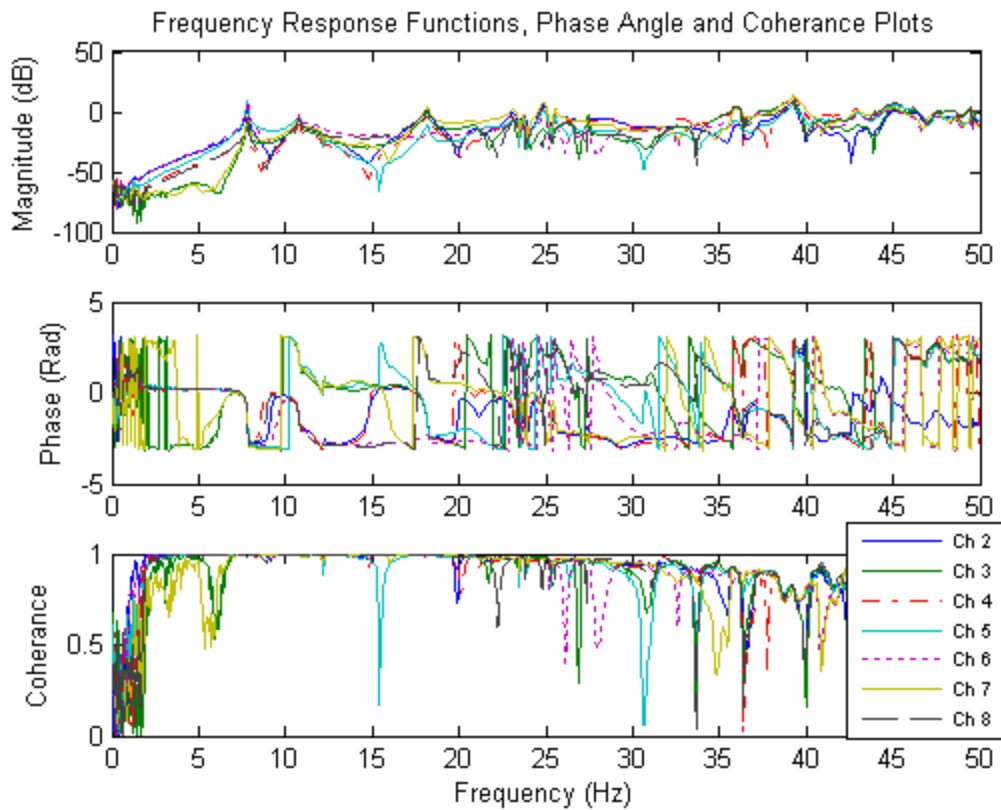 Frequency Response Functions, Phase Angle and Coherance Plots
Magnitude (dB)
50
0
-50
-100
0 5 10 15 20 25 30 35 40 45 50
Phase (Rad)
5
0
-5
0 5 10 15 20 25 30 35 40 45 50
Coherance
1
0.5
0
0 5 10 15 20 25 30 35 40 45 50
Frequency (Hz)
Ch 2
Ch 3
Ch 4
Ch 5
Ch 6
Ch 7
Ch 8